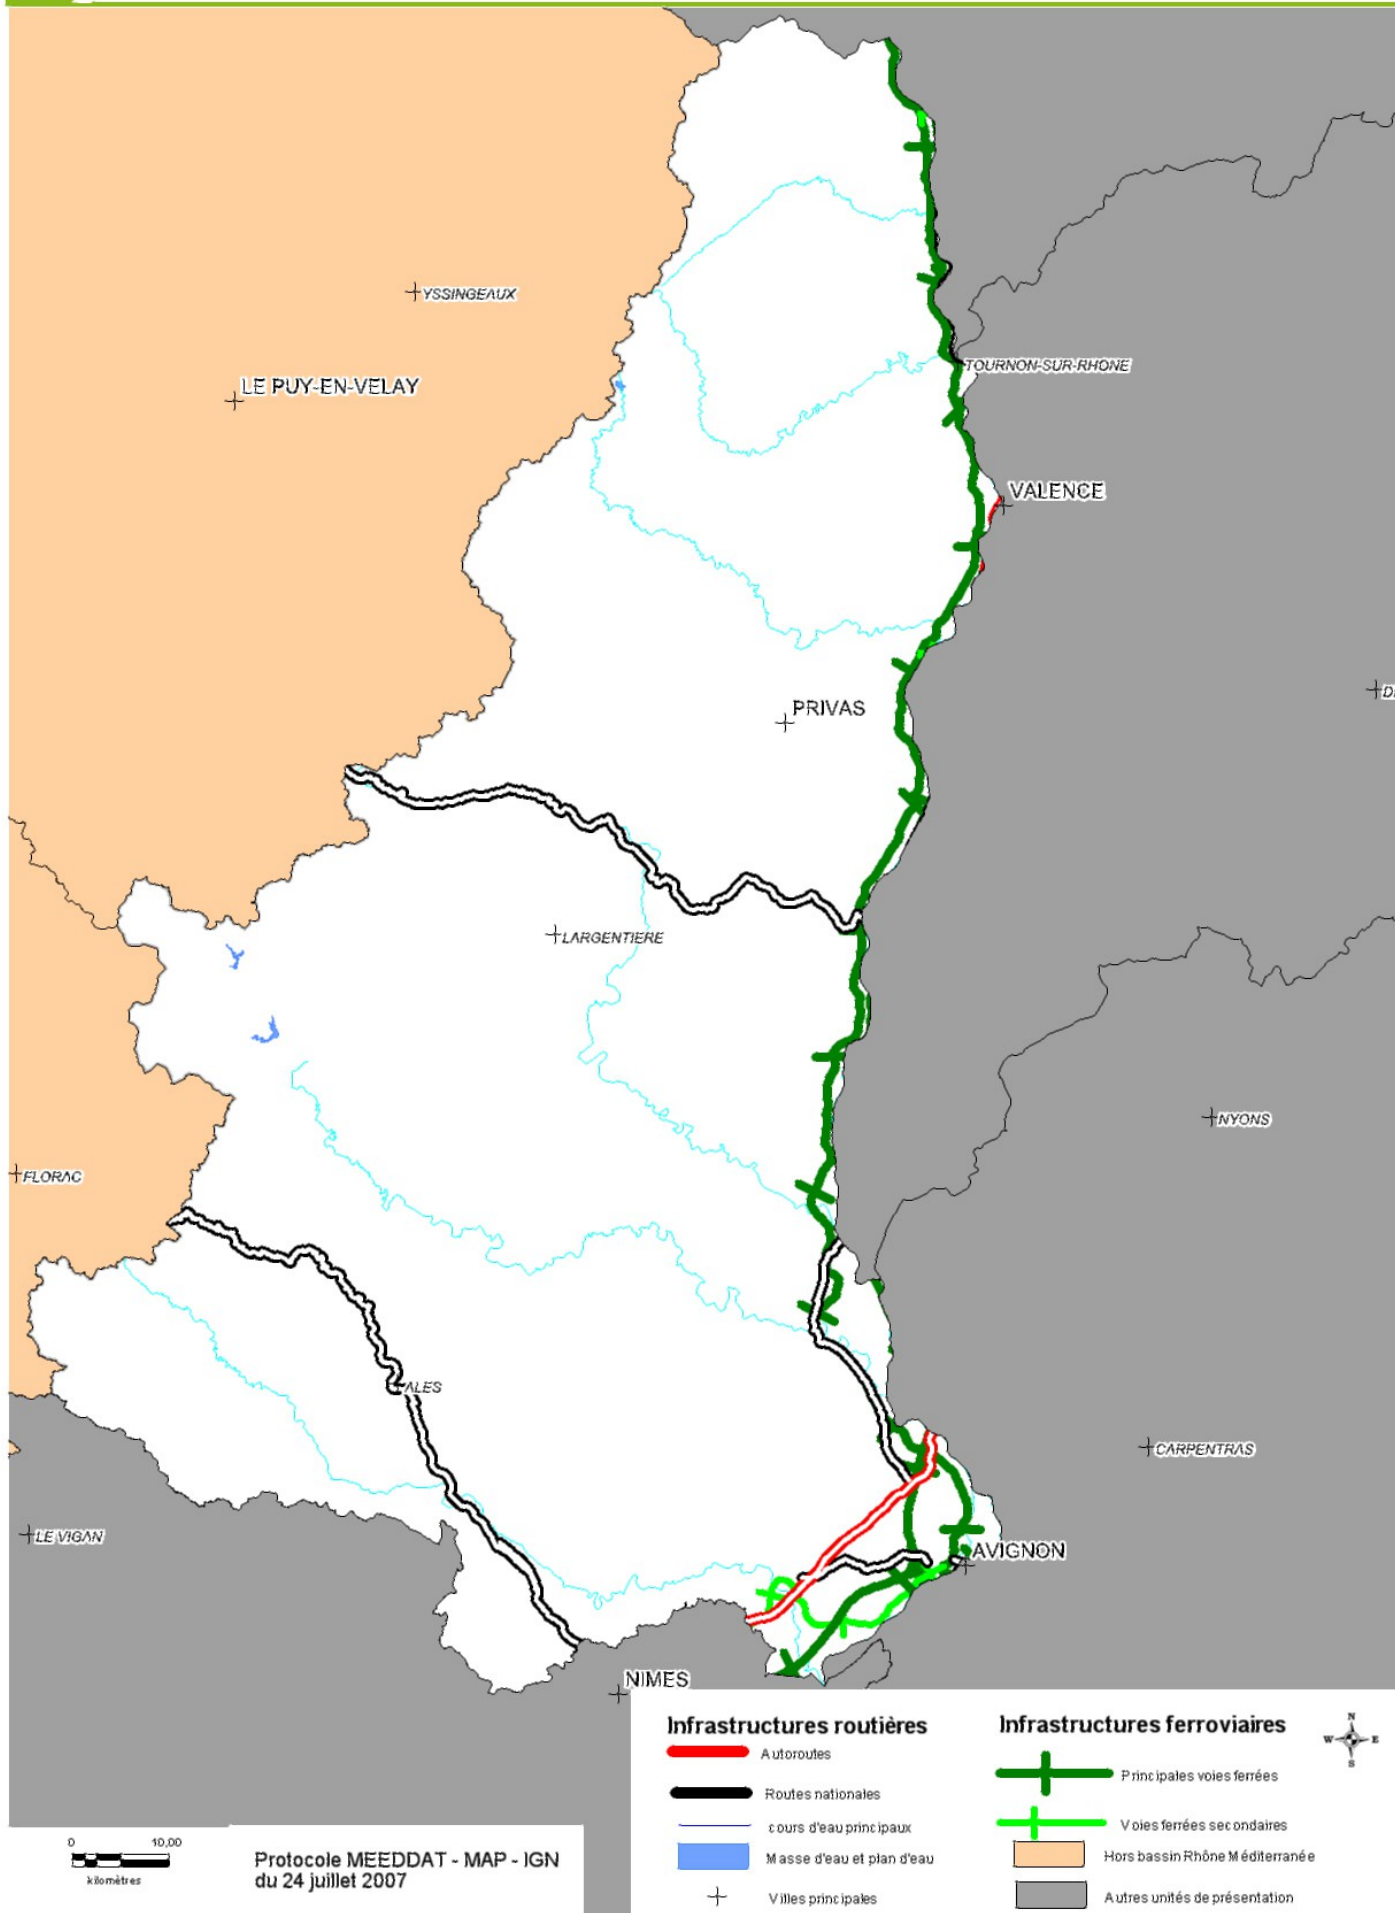 YSSINGEAUX
LE PUY-EN-VELAY
TOURNON-SUR-RHONE
VALENCE
PRIVAS
LARGENTIERE
NYONS
FLORAC
ALES
CARPENTRAS
LE VIGAN
AVIGNON
NIMES
Infrastructures routières
Autoroutes
Routes nationales
cours d'eau principaux
Masse d'eau et plan d'eau
Villes principales
Infrastructures ferroviaires
Principales voies ferrées
Voies ferrées secondaires
Hors bassin Rhône Méditerranée
Autres unités de présentation
N
W E
S
0 10,00
kilomètres
Protocole MEEDDAT - MAP - IGN
du 24 juillet 2007